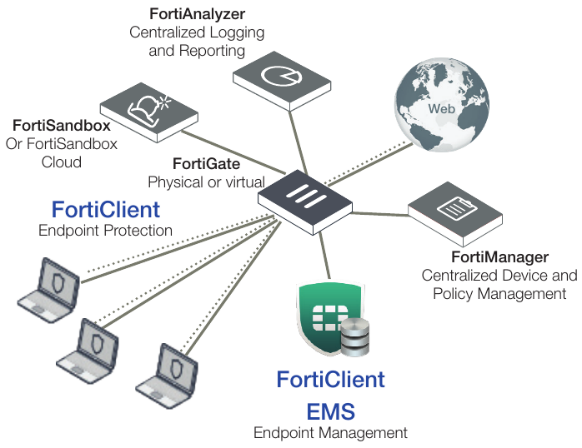 FortiAnalyzer
Centralized Logging
and Reporting
Web
FortiSandbox
Or FortiSandbox
Cloud
FortiGate
Physical or virtual
FortiClient
Endpoint Protection
FortiManager
Centralized Device and
Policy Management
FortiClient
EMS
Endpoint Management